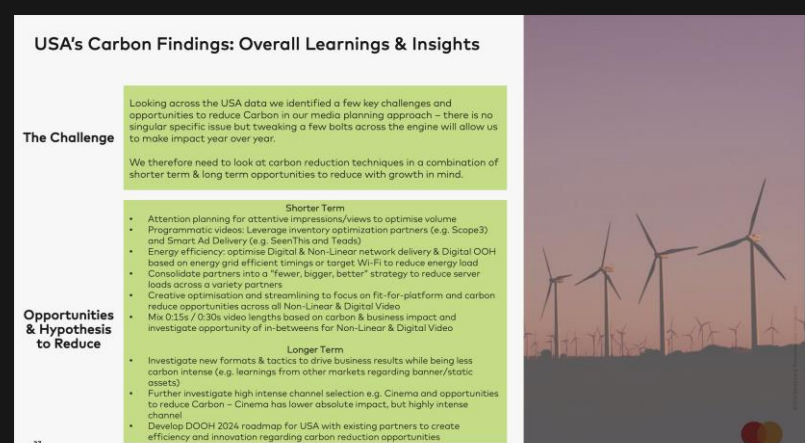 USA's Carbon Findings: Overall Learnings & Insights
The Challenge
Looking across the USA data we identified a few key challenges and
opportunities to reduce Carbon in our media planning approach – there is no
singular specific issue but tweaking a few bolts across the engine will allow us
to make impact year over year.
We therefore need to look at carbon reduction techniques in a combination of
shorter term & long term opportunities to reduce with growth in mind.
Opportunities
& Hypothesis
to Reduce
Shorter Term
• Attention planning for attentive impressions/views to optimise volume
• Programmatic videos: Leverage inventory optimization partners (e.g. Scope3)
and Smart Ad Delivery (e.g. SeenThis and Teads)
• Energy efficiency: optimise Digital & Non-Linear network delivery & Digital OOH
based on energy grid efficient timings or target Wi-Fi to reduce energy load
• Consolidate partners into a "fewer, bigger, better" strategy to reduce server
loads across a variety partners
• Creative optimisation and streamlining to focus on fit-for-platform and carbon
reduce opportunities across all Non-Linear & Digital Video
• Mix 0:15s / 0:30s video lengths based on carbon & business impact and
investigate opportunity of in-betweens for Non-Linear & Digital Video
Longer Term
• Investigate new formats & tactics to drive business results while being less
carbon intense (e.g. learnings from other markets regarding banner/static
assets)
• Further investigate high intense channel selection e.g. Cinema and opportunities
to reduce Carbon – Cinema has lower absolute impact, but highly intense
channel
• Develop DOOH 2024 roadmap for USA with existing partners to create
efficiency and innovation regarding carbon reduction opportunities